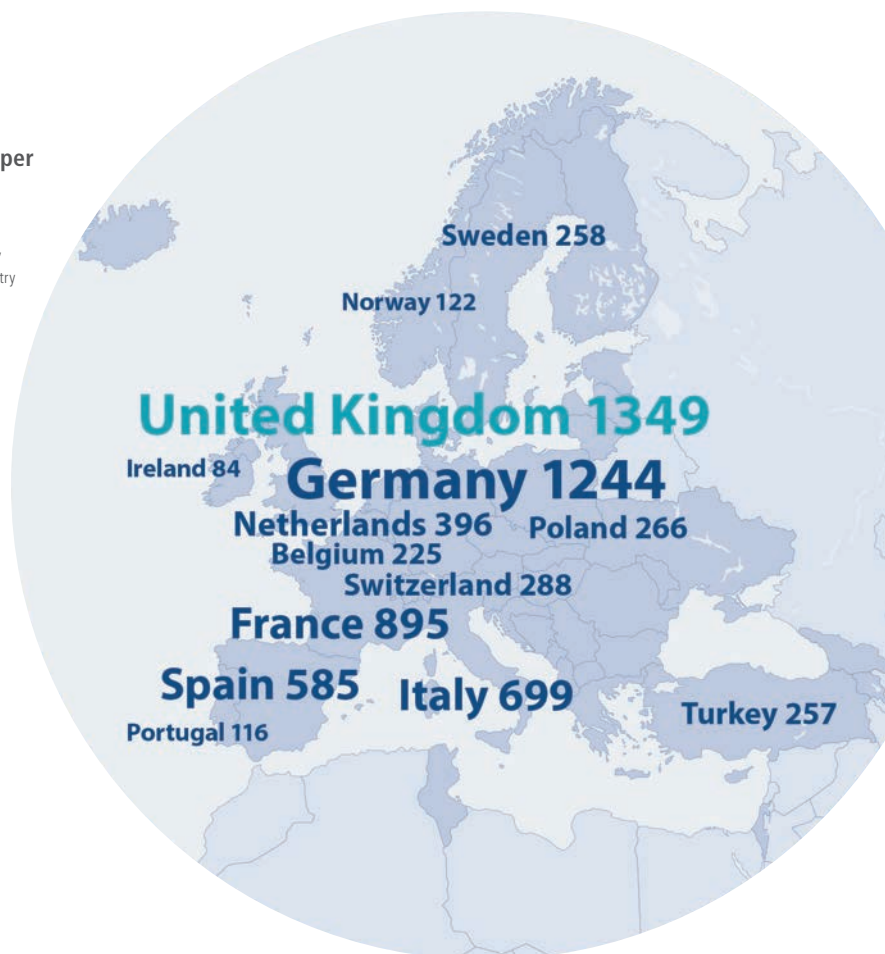 per
try
Sweden 258
Norway 122
United Kingdom 1349
Ireland 84
Germany 1244
Netherlands 396
Poland 266
Belgium 225
Switzerland 288
France 895
Spain 585
Italy 699
Turkey 257
Portugal 116